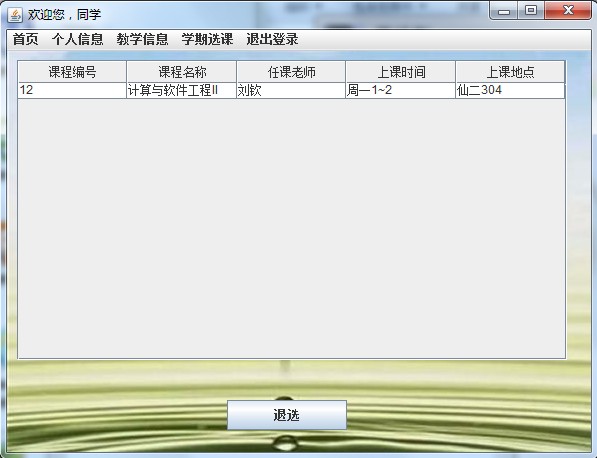 欢迎您，同学
首页 个人信息 教学信息 学期选课 退出登录
课程编号 课程名称 任课老师 上课时间 上课地点
12 计算与软件工程II 刘钦 周一1~2 仙二304
退选